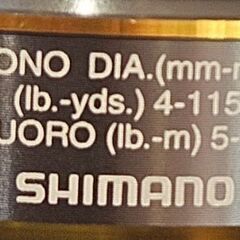 ONO DIA.(mm-m
(lb.-yds.) 4-115
UORO (lb.-m) 5-
SHIMANO